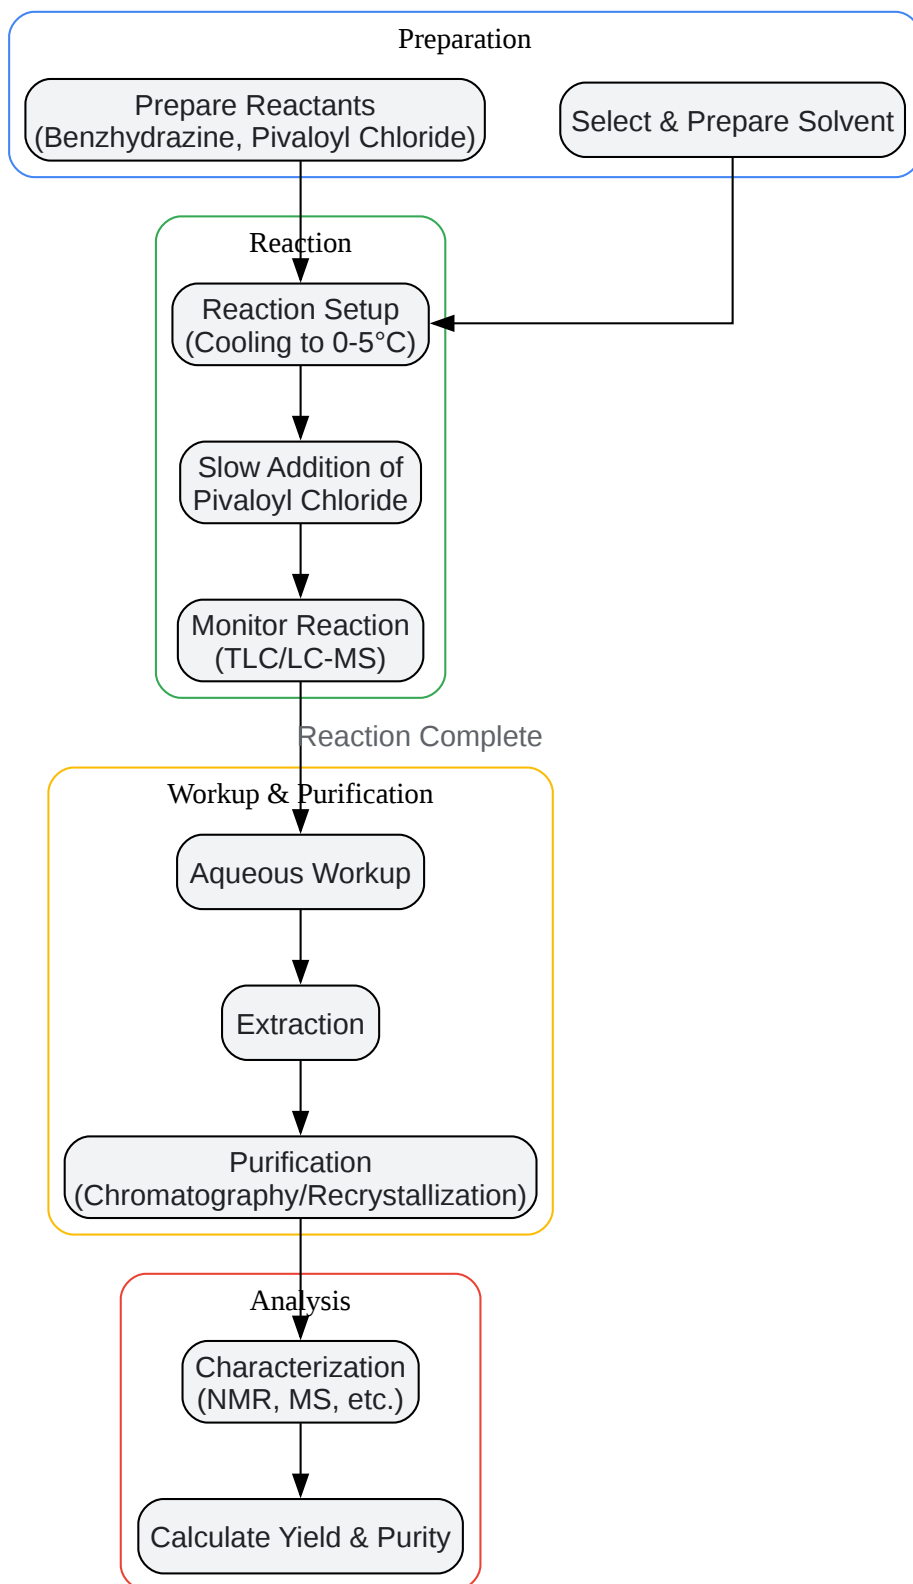 Preparation
Prepare Reactants
(Benzhydrazine, Pivaloyl Chloride)
Select & Prepare Solvent
Reaction
Reaction Setup
(Cooling to 0-5°C)
Slow Addition of
Pivaloyl Chloride
Monitor Reaction
(TLC/LC-MS)
Reaction Complete
Workup & Purification
Aqueous Workup
Extraction
Purification
(Chromatography/Recrystallization)
Analysis
Characterization
(NMR, MS, etc.)
Calculate Yield & Purity